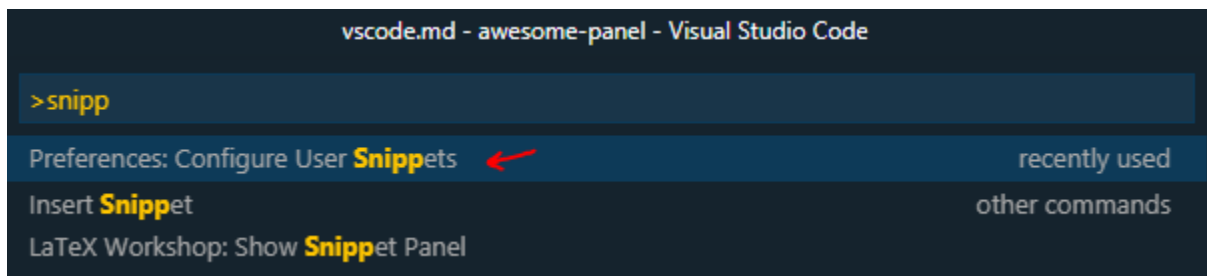 vscode.md - awesome-panel - Visual Studio Code
>snipp
Preferences: Configure User Snippets recently used
Insert Snippet other commands
LaTeX Workshop: Show Snippet Panel